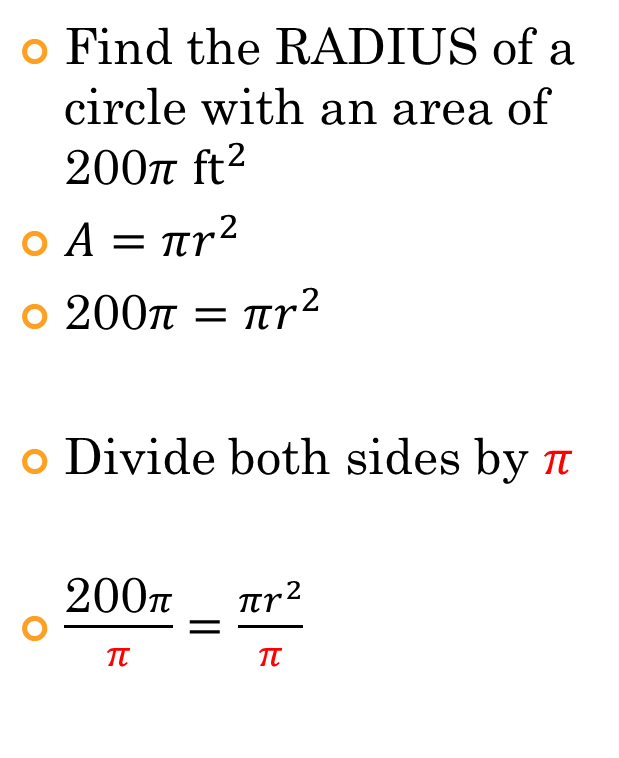 Find the RADIUS of a
circle with an area of
200𝜋 ft²
𝐴 = 𝜋𝑟²
200𝜋 = 𝜋𝑟²
Divide both sides by 𝜋
200𝜋/𝜋 = 𝜋𝑟²/𝜋